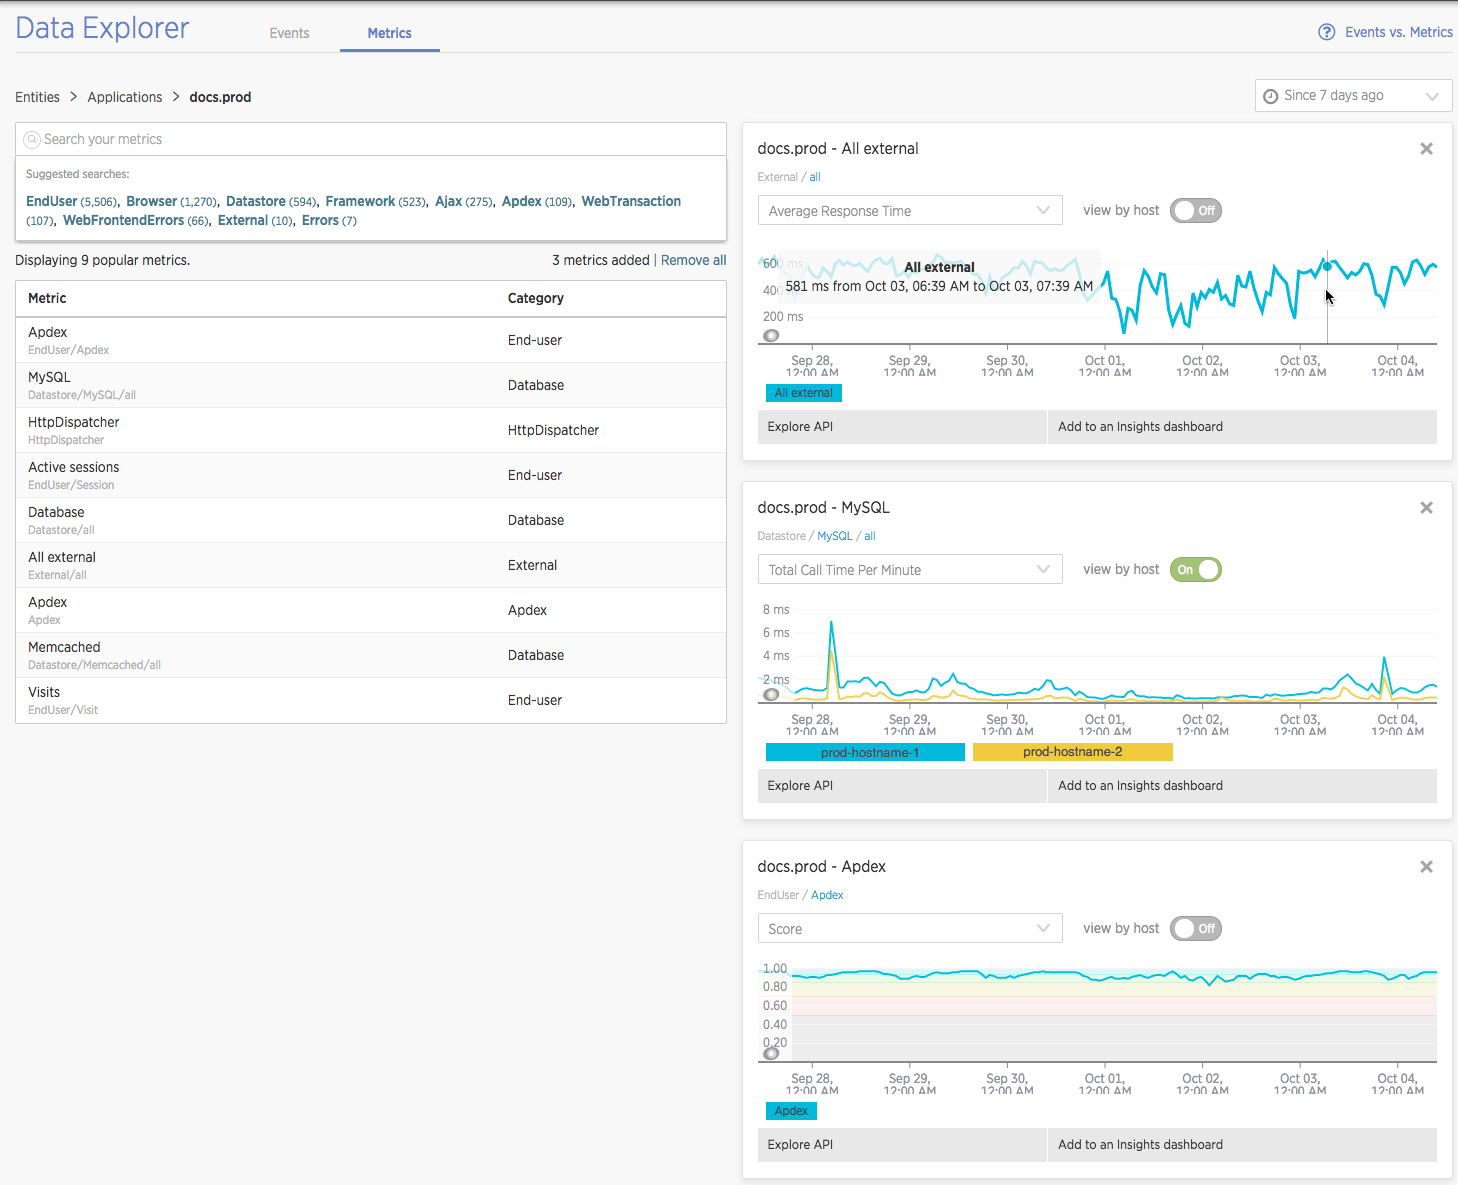 Data Explorer
Events
Metrics
? Events vs. Metrics
Entities > Applications > docs.prod
Since 7 days ago
Search your metrics
Suggested searches:
EndUser (5,506), Browser (1,270), Datastore (594), Framework (523), Ajax (275), Apdex (109), WebTransaction
(107), WebFrontendErrors (66), External (10), Errors (7)
Displaying 9 popular metrics.
3 metrics added | Remove all
Metric Category
Apdex
EndUser/Apdex
End-user
MySQL
Datastore/MySQL/all
Database
HttpDispatcher
HttpDispatcher
HttpDispatcher
Active sessions
EndUser/Session
End-user
Database
Datastore/all
Database
All external
External/all
External
Apdex
Apdex
Apdex
Memcached
Datastore/Memcached/all
Database
Visits
EndUser/Visit
End-user
docs.prod - All external
External / all
Average Response Time
view by host
Off
600 ms
400
200 ms
All external
581 ms from Oct 03, 06:39 AM to Oct 03, 07:39 AM
Sep 28, Sep 29, Sep 30, Oct 01, Oct 02, Oct 03, Oct 04,
12:00 AM 12:00 AM 12:00 AM 12:00 AM 12:00 AM 12:00 AM 12:00 AM
All external
Explore API
Add to an Insights dashboard
docs.prod - MySQL
Datastore / MySQL / all
Total Call Time Per Minute
view by host
On
8 ms
6 ms
4 ms
2 ms
Sep 28, Sep 29, Sep 30, Oct 01, Oct 02, Oct 03, Oct 04,
12:00 AM 12:00 AM 12:00 AM 12:00 AM 12:00 AM 12:00 AM 12:00 AM
prod-hostname-1 prod-hostname-2
Explore API
Add to an Insights dashboard
docs.prod - Apdex
EndUser / Apdex
Score
view by host
Off
1.00
0.80
0.60
0.40
0.20
Sep 28, Sep 29, Sep 30, Oct 01, Oct 02, Oct 03, Oct 04,
12:00 AM 12:00 AM 12:00 AM 12:00 AM 12:00 AM 12:00 AM 12:00 AM
Apdex
Explore API
Add to an Insights dashboard